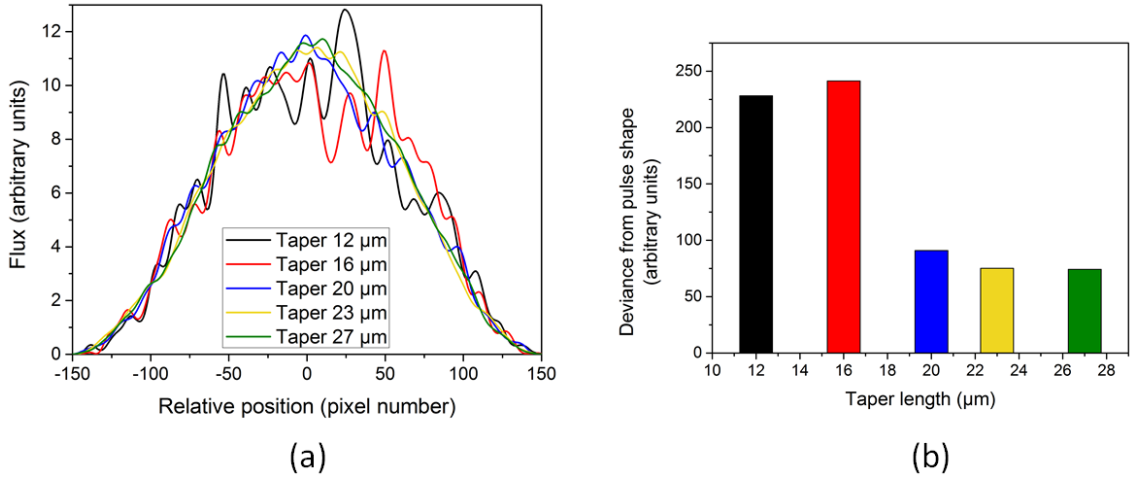 Flux (arbitrary units)
12
10
8
6
4
2
0
Taper 12 µm
Taper 16 µm
Taper 20 µm
Taper 23 µm
Taper 27 µm
-150 -100 -50 0 50 100 150
Relative position (pixel number)
(a)
Deviance from pulse shape
(arbitrary units)
250
200
150
100
50
0
10 12 14 16 18 20 22 24 26 28
Taper length (µm)
(b)